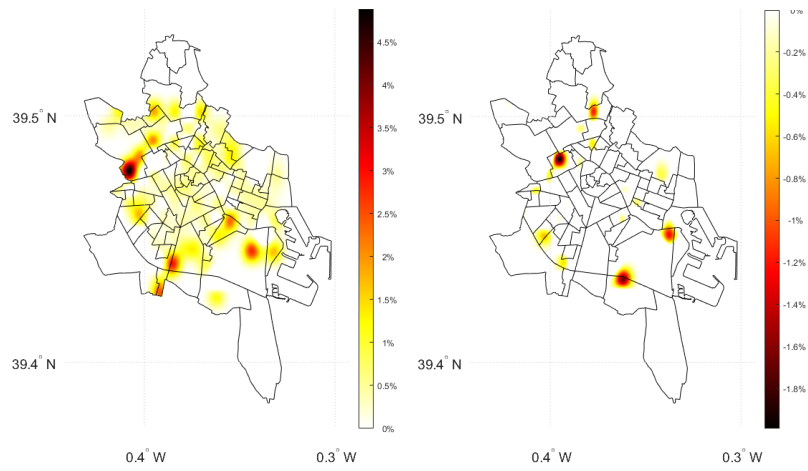 4.5%
4%
3.5%
3%
2.5%
2%
1.5%
1%
0.5%
0%
39.5° N
39.4° N
0.4° W
0.3° W
0%
-0.2%
-0.4%
-0.6%
-0.8%
-1%
-1.2%
-1.4%
-1.6%
-1.8%
39.5° N
39.4° N
0.4° W
0.3° W